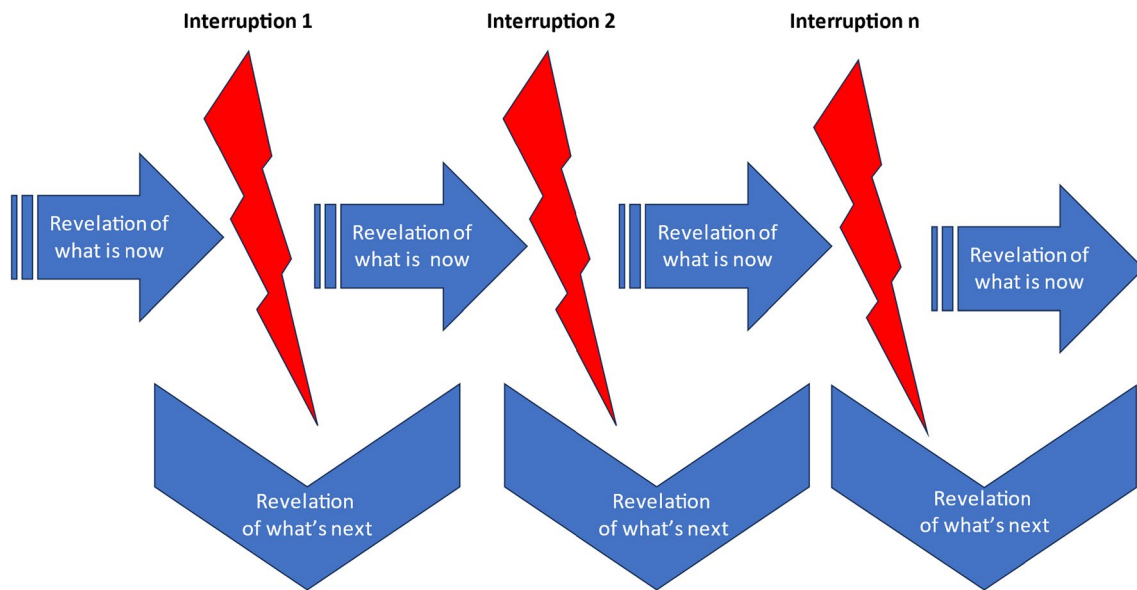 Interruption 1
Interruption 2
Interruption n
Revelation of
what is now
Revelation of
what is  now
Revelation of
what is now
Revelation of
what is now
Revelation
of what’s next
Revelation
of what’s next
Revelation
of what’s next